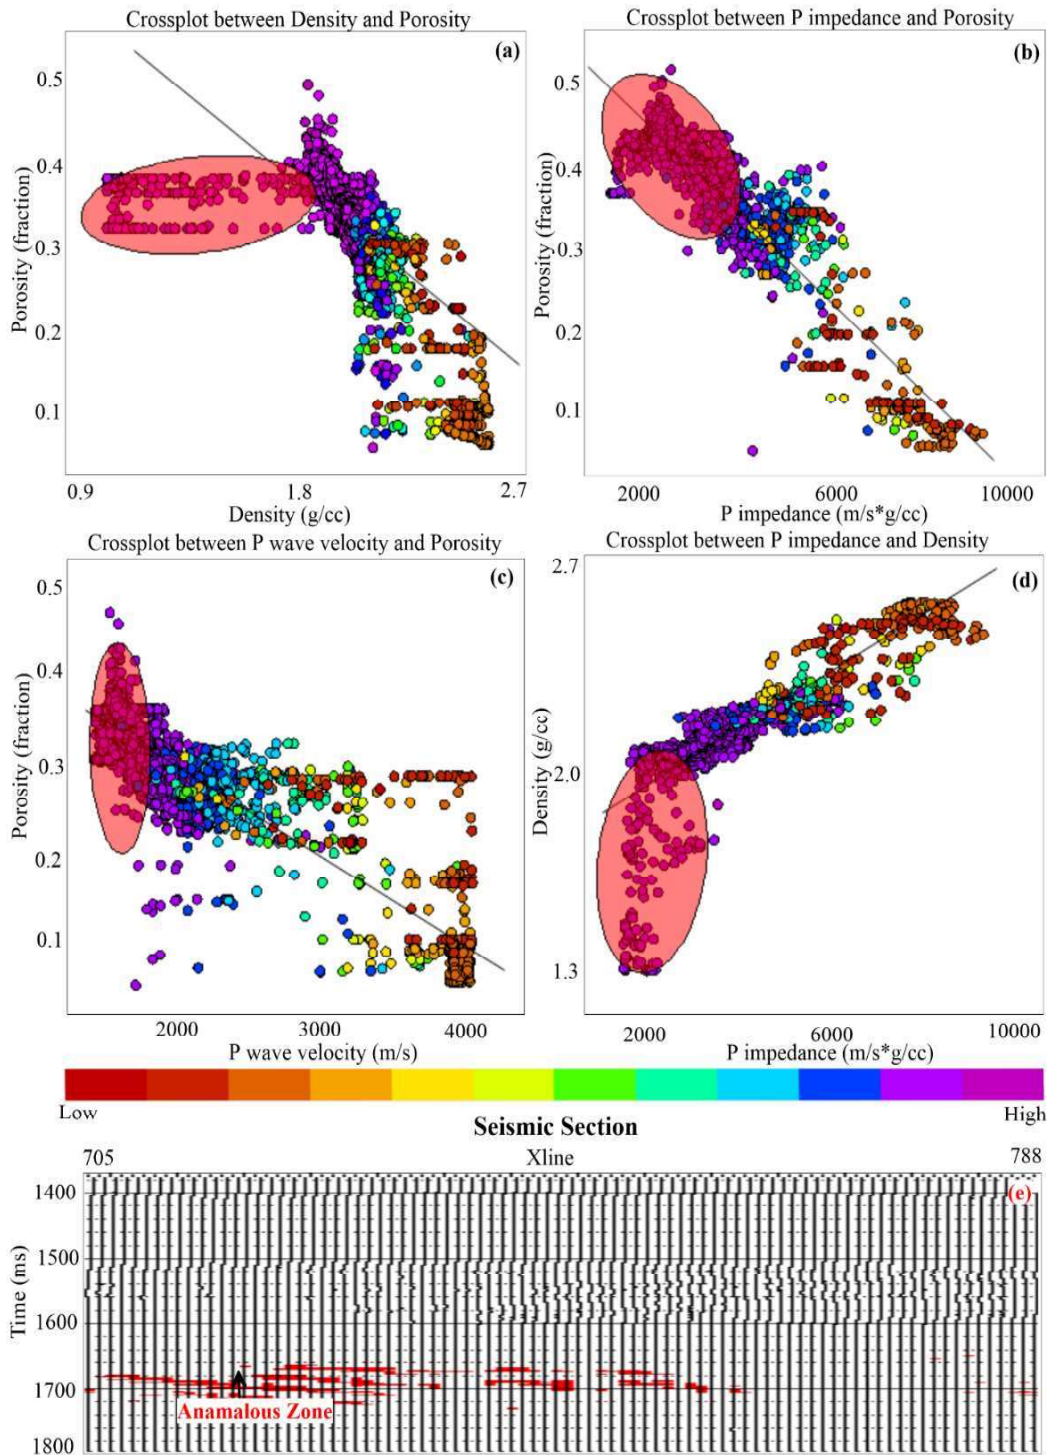 Crossplot between Density and Porosity
(a)
Porosity (fraction)
0.5
0.4
0.3
0.2
0.1
0.9 1.8 2.7
Density (g/cc)
Crossplot between P impedance and Porosity
(b)
Porosity (fraction)
0.5
0.4
0.3
0.2
0.1
2000 6000 10000
P impedance (m/s*g/cc)
Crossplot between P wave velocity and Porosity
(c)
Porosity (fraction)
0.5
0.4
0.3
0.2
0.1
2000 3000 4000
P wave velocity (m/s)
Crossplot between P impedance and Density
(d)
Density (g/cc)
2.7
2.0
1.3
2000 6000 10000
P impedance (m/s*g/cc)
Low High
Seismic Section
705 Xline 788
(e)
Time (ms)
1400
1500
1600
1700
1800
Anamalous Zone